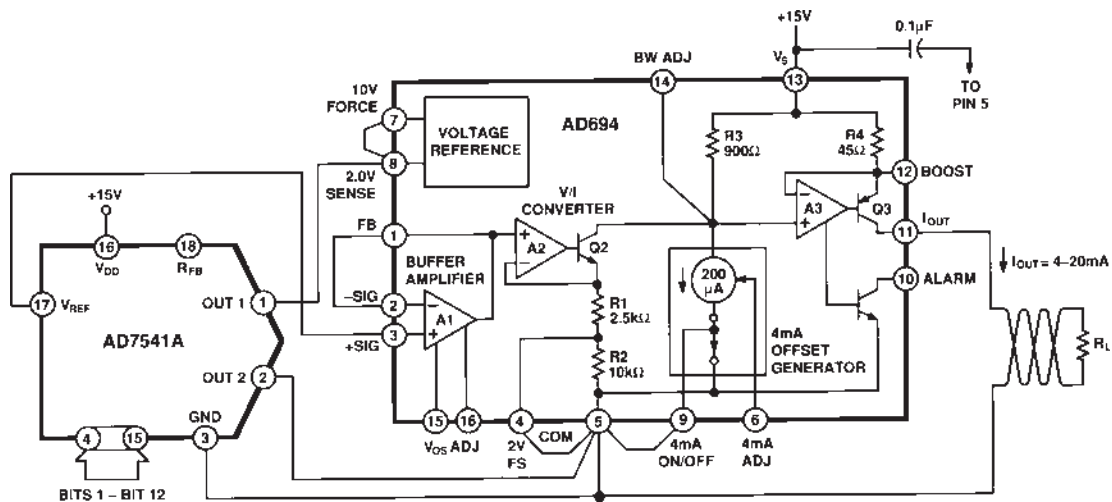 +15V
0.1µF
TO
PIN 5
V_S
13
BW ADJ
14
10V
FORCE
7
VOLTAGE
REFERENCE
AD694
8
2.0V
SENSE
R3
900Ω
R4
45Ω
12
BOOST
V/I
CONVERTER
FB
1
+
A2
–
Q2
–
A3
+
Q3
I_OUT
11
I_OUT = 4–20mA
BUFFER
AMPLIFIER
–SIG
2
–
A1
+
3
+SIG
R1
2.5kΩ
R2
10kΩ
200
µA
4mA
OFFSET
GENERATOR
10
ALARM
R_L
+15V
16
V_DD
18
R_FB
17
V_REF
OUT 1
1
AD7541A
OUT 2
2
GND
3
4
15
BITS 1 – BIT 12
15
16
V_OS ADJ
4
2V
FS
COM
5
9
4mA
ON/OFF
6
4mA
ADJ